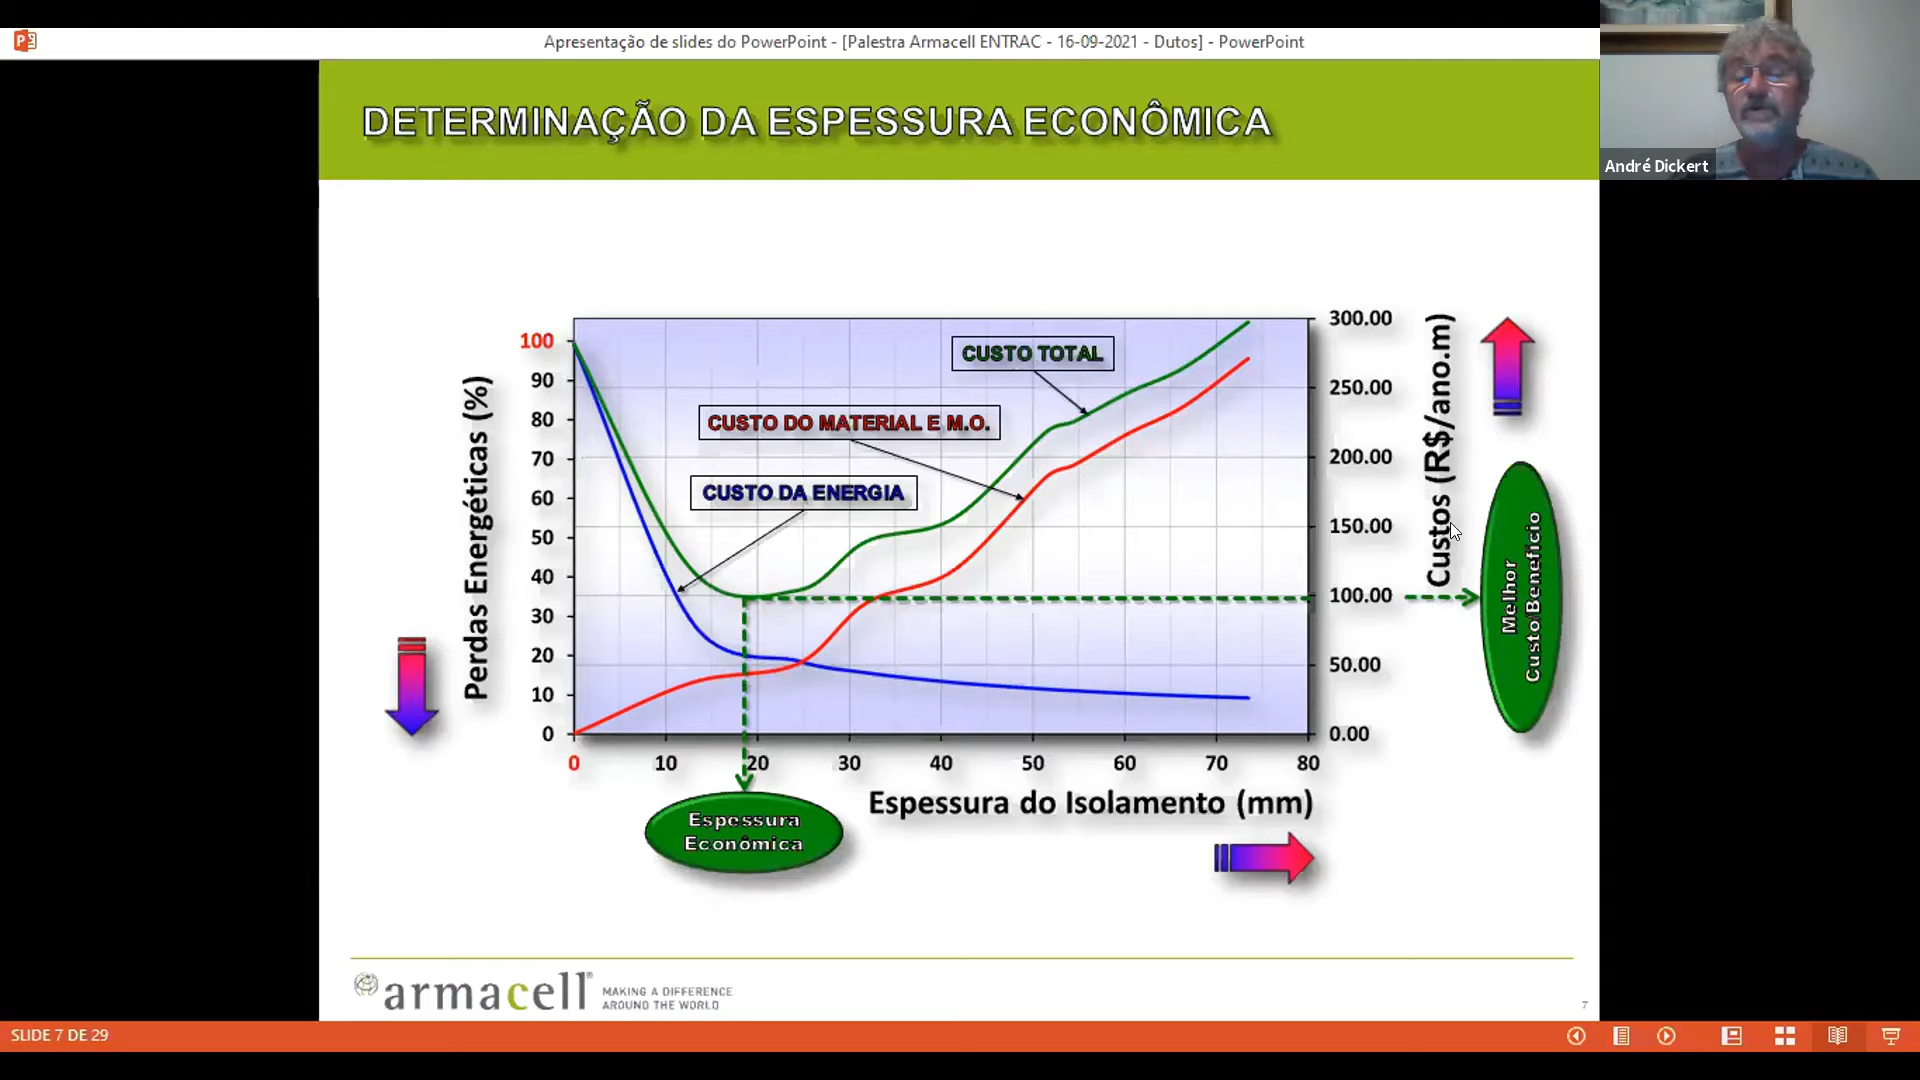 Apresentação de slides do PowerPoint - [Palestra Armacell ENTRAC - 16-09-2021 - Dutos] - PowerPoint
André Dickert
DETERMINAÇÃO DA ESPESSURA ECONÔMICA
Perdas Energéticas (%)
100
90
80
70
60
50
40
30
20
10
0
CUSTO TOTAL
CUSTO DO MATERIAL E M.O.
CUSTO DA ENERGIA
300.00
250.00
200.00
150.00
100.00
50.00
0.00
Custos (R$/ano.m)
Melhor
Custo Benefício
0 10 20 30 40 50 60 70 80
Espessura do Isolamento (mm)
Espessura
Econômica
armacell®
MAKING A DIFFERENCE
AROUND THE WORLD
7
SLIDE 7 DE 29